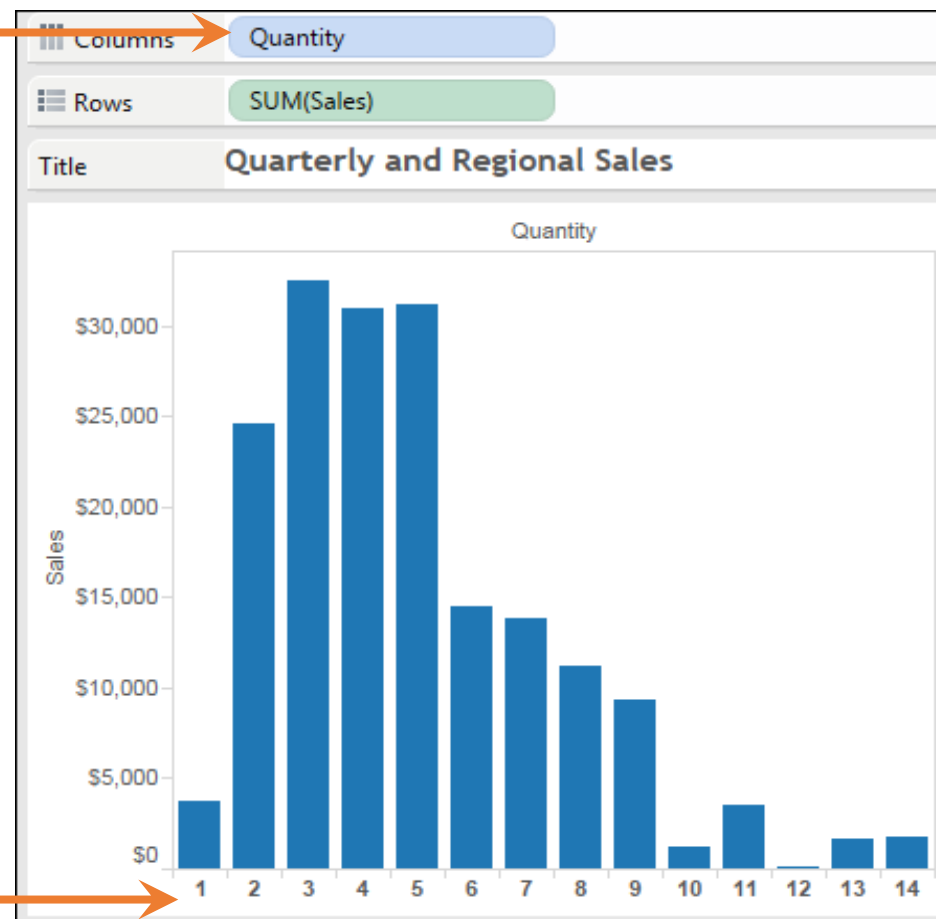 Columns Quantity
Rows SUM(Sales)
Title Quarterly and Regional Sales
Quantity
$30,000
$25,000
$20,000
Sales
$15,000
$10,000
$5,000
$0
1 2 3 4 5 6 7 8 9 10 11 12 13 14